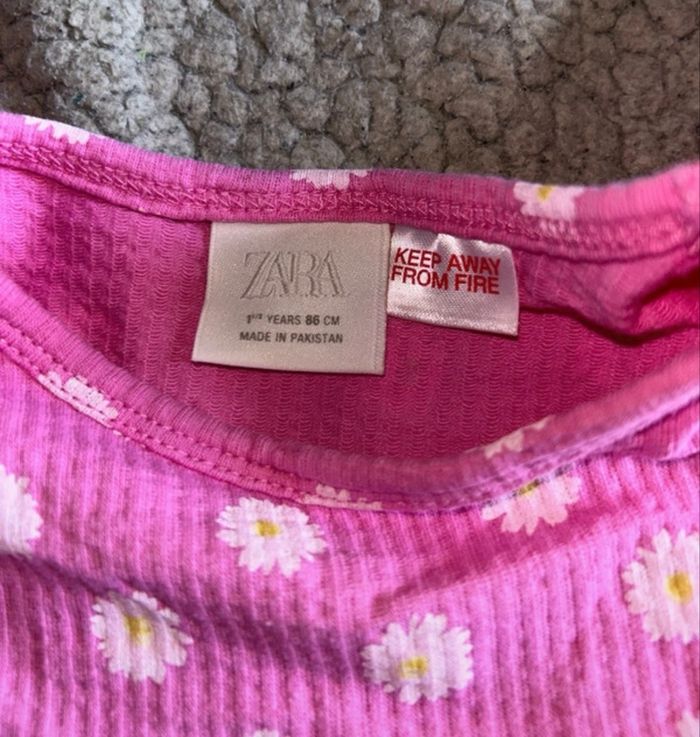 ZARA
1¹/² YEARS 86 CM
MADE IN PAKISTAN
KEEP AWAY
FROM FIRE